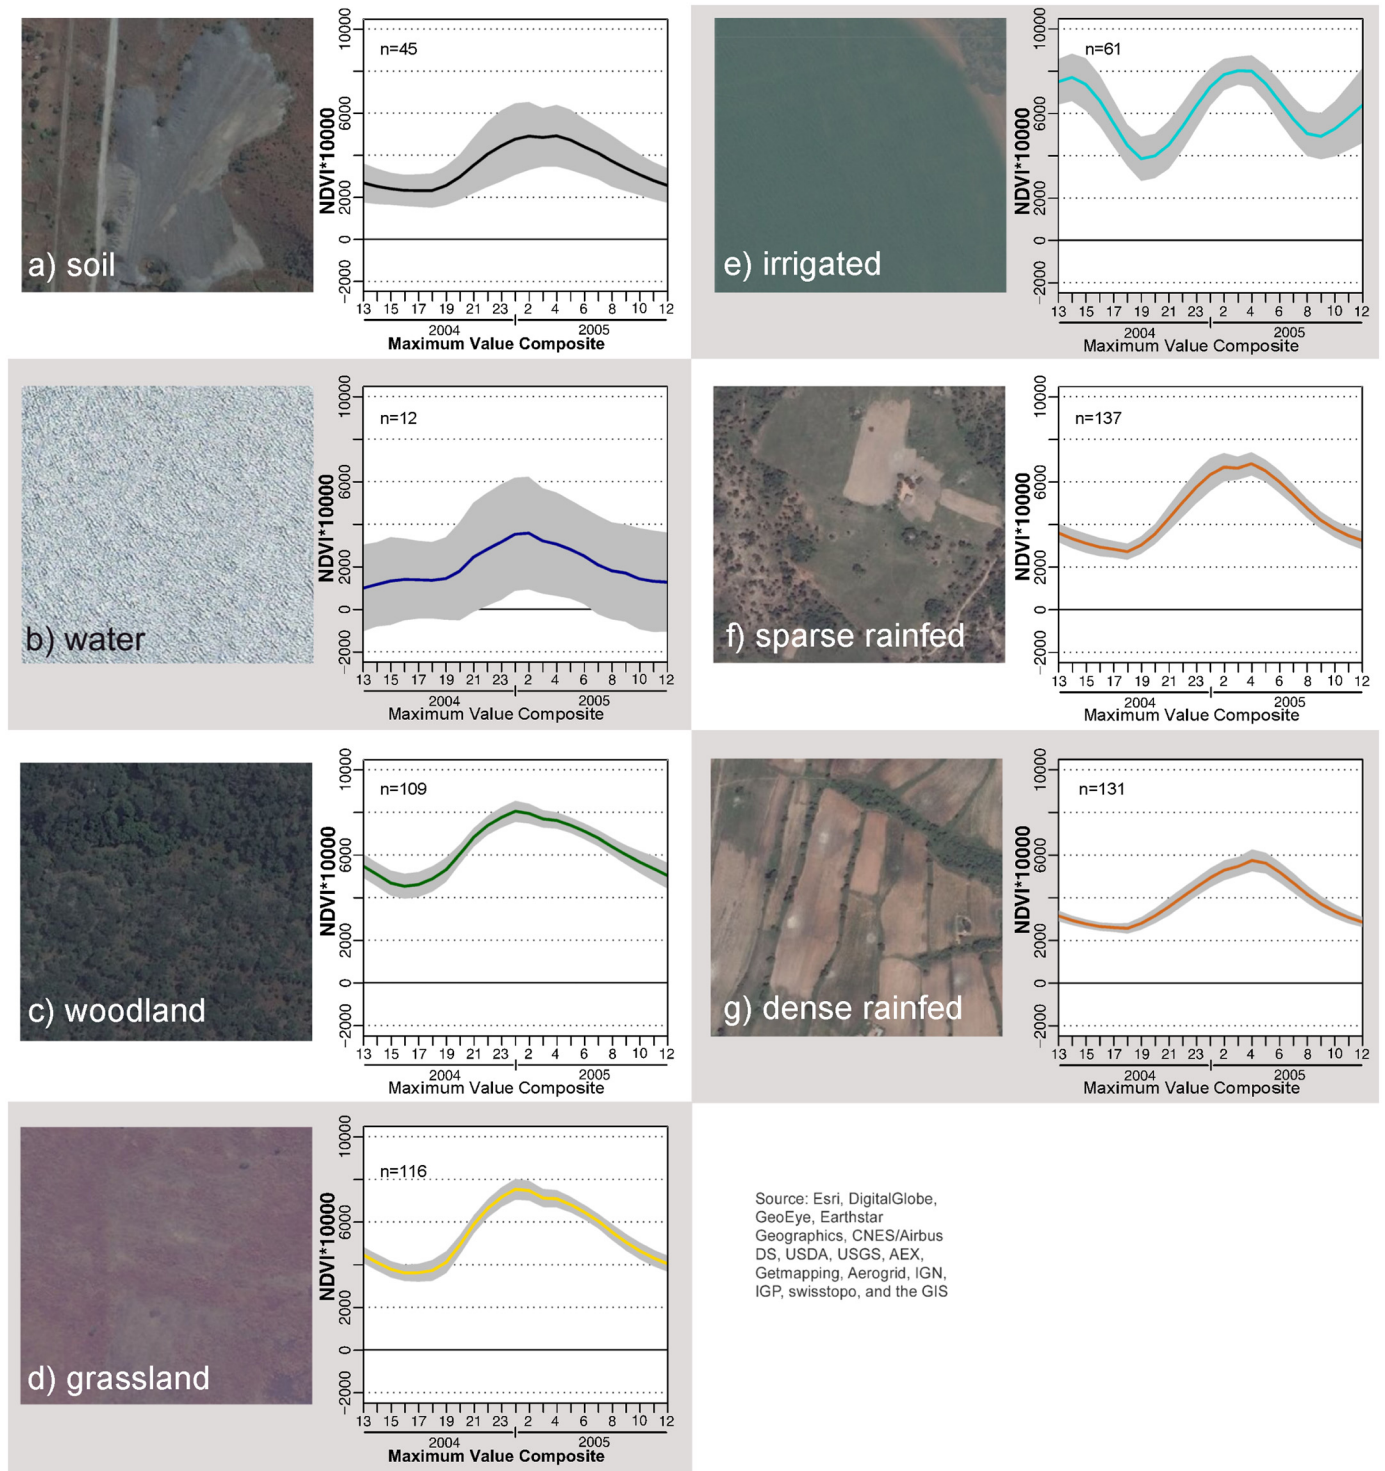 a) soil
n=45
NDVI*10000
10000
6000
2000
0
−2000
13 15 17 19 21 23 2 4 6 8 10 12
2004 2005
Maximum Value Composite
e) irrigated
n=61
NDVI*10000
10000
6000
2000
0
−2000
13 15 17 19 21 23 2 4 6 8 10 12
2004 2005
Maximum Value Composite
b) water
n=12
NDVI*10000
10000
6000
2000
0
−2000
13 15 17 19 21 23 2 4 6 8 10 12
2004 2005
Maximum Value Composite
f) sparse rainfed
n=137
NDVI*10000
10000
6000
2000
0
−2000
13 15 17 19 21 23 2 4 6 8 10 12
2004 2005
Maximum Value Composite
c) woodland
n=109
NDVI*10000
10000
6000
2000
0
−2000
13 15 17 19 21 23 2 4 6 8 10 12
2004 2005
Maximum Value Composite
g) dense rainfed
n=131
NDVI*10000
10000
6000
2000
0
−2000
13 15 17 19 21 23 2 4 6 8 10 12
2004 2005
Maximum Value Composite
d) grassland
n=116
NDVI*10000
10000
6000
2000
0
−2000
13 15 17 19 21 23 2 4 6 8 10 12
2004 2005
Maximum Value Composite
Source: Esri, DigitalGlobe,
GeoEye, Earthstar
Geographics, CNES/Airbus
DS, USDA, USGS, AEX,
Getmapping, Aerogrid, IGN,
IGP, swisstopo, and the GIS